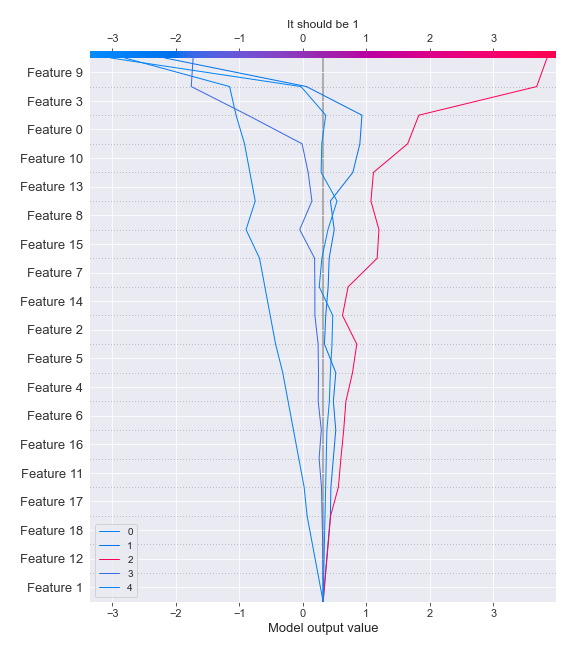 It should be 1
−3 −2 −1 0 1 2 3
Feature 9
Feature 3
Feature 0
Feature 10
Feature 13
Feature 8
Feature 15
Feature 7
Feature 14
Feature 2
Feature 5
Feature 4
Feature 6
Feature 16
Feature 11
Feature 17
Feature 18
Feature 12
Feature 1
0
1
2
3
4
−3 −2 −1 0 1 2 3
Model output value